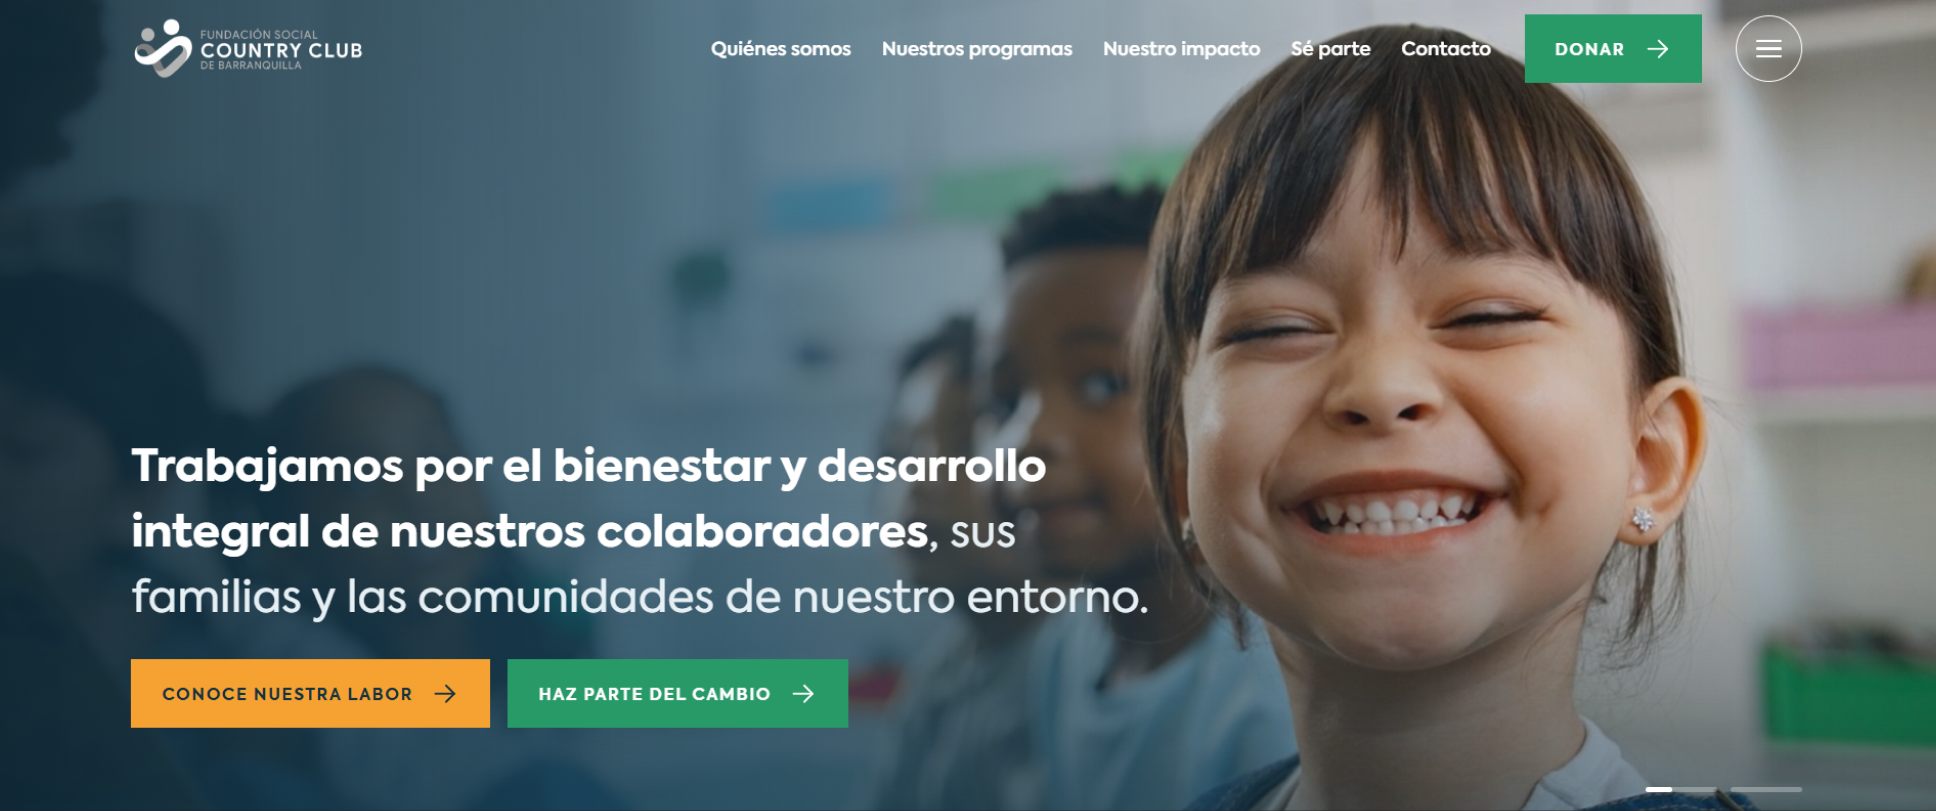 FUNDACIÓN SOCIAL
COUNTRY CLUB
DE BARRANQUILLA
Quiénes somos
Nuestros programas
Nuestro impacto
Sé parte
Contacto
DONAR
Trabajamos por el bienestar y desarrollo
integral de nuestros colaboradores, sus
familias y las comunidades de nuestro entorno.
CONOCE NUESTRA LABOR
HAZ PARTE DEL CAMBIO